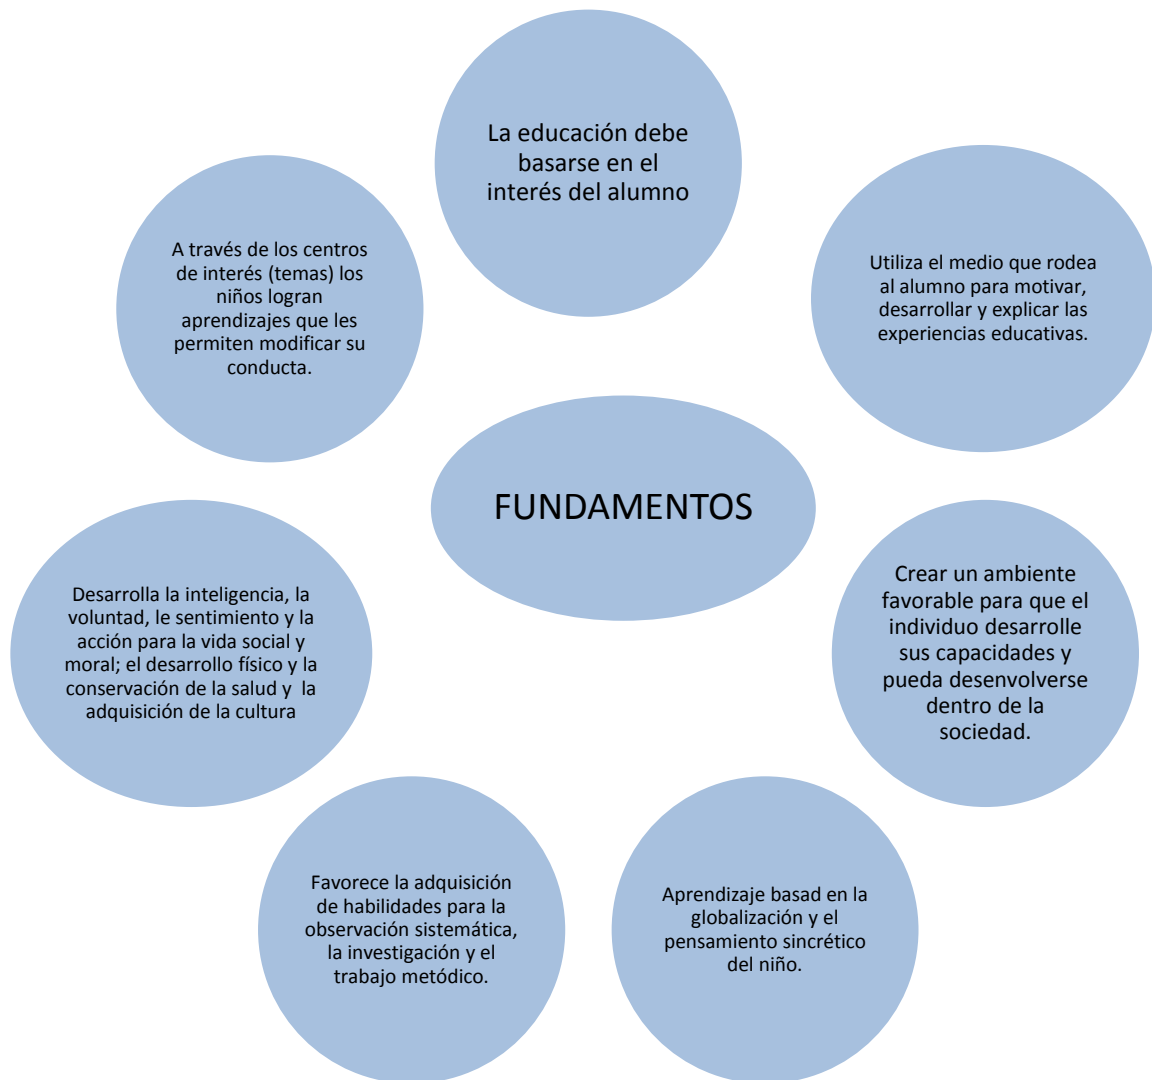 La educación debe
basarse en el
interés del alumno
A través de los centros
de interés (temas) los
niños logran
aprendizajes que les
permiten modificar su
conducta.
Utiliza el medio que rodea
al alumno para motivar,
desarrollar y explicar las
experiencias educativas.
FUNDAMENTOS
Desarrolla la inteligencia, la
voluntad, le sentimiento y la
acción para la vida social y
moral; el desarrollo físico y la
conservación de la salud y  la
adquisición de la cultura
Crear un ambiente
favorable para que el
individuo desarrolle
sus capacidades y
pueda desenvolverse
dentro de la
sociedad.
Favorece la adquisición
de habilidades para la
observación sistemática,
la investigación y el
trabajo metódico.
Aprendizaje basad en la
globalización y el
pensamiento sincrético
del niño.